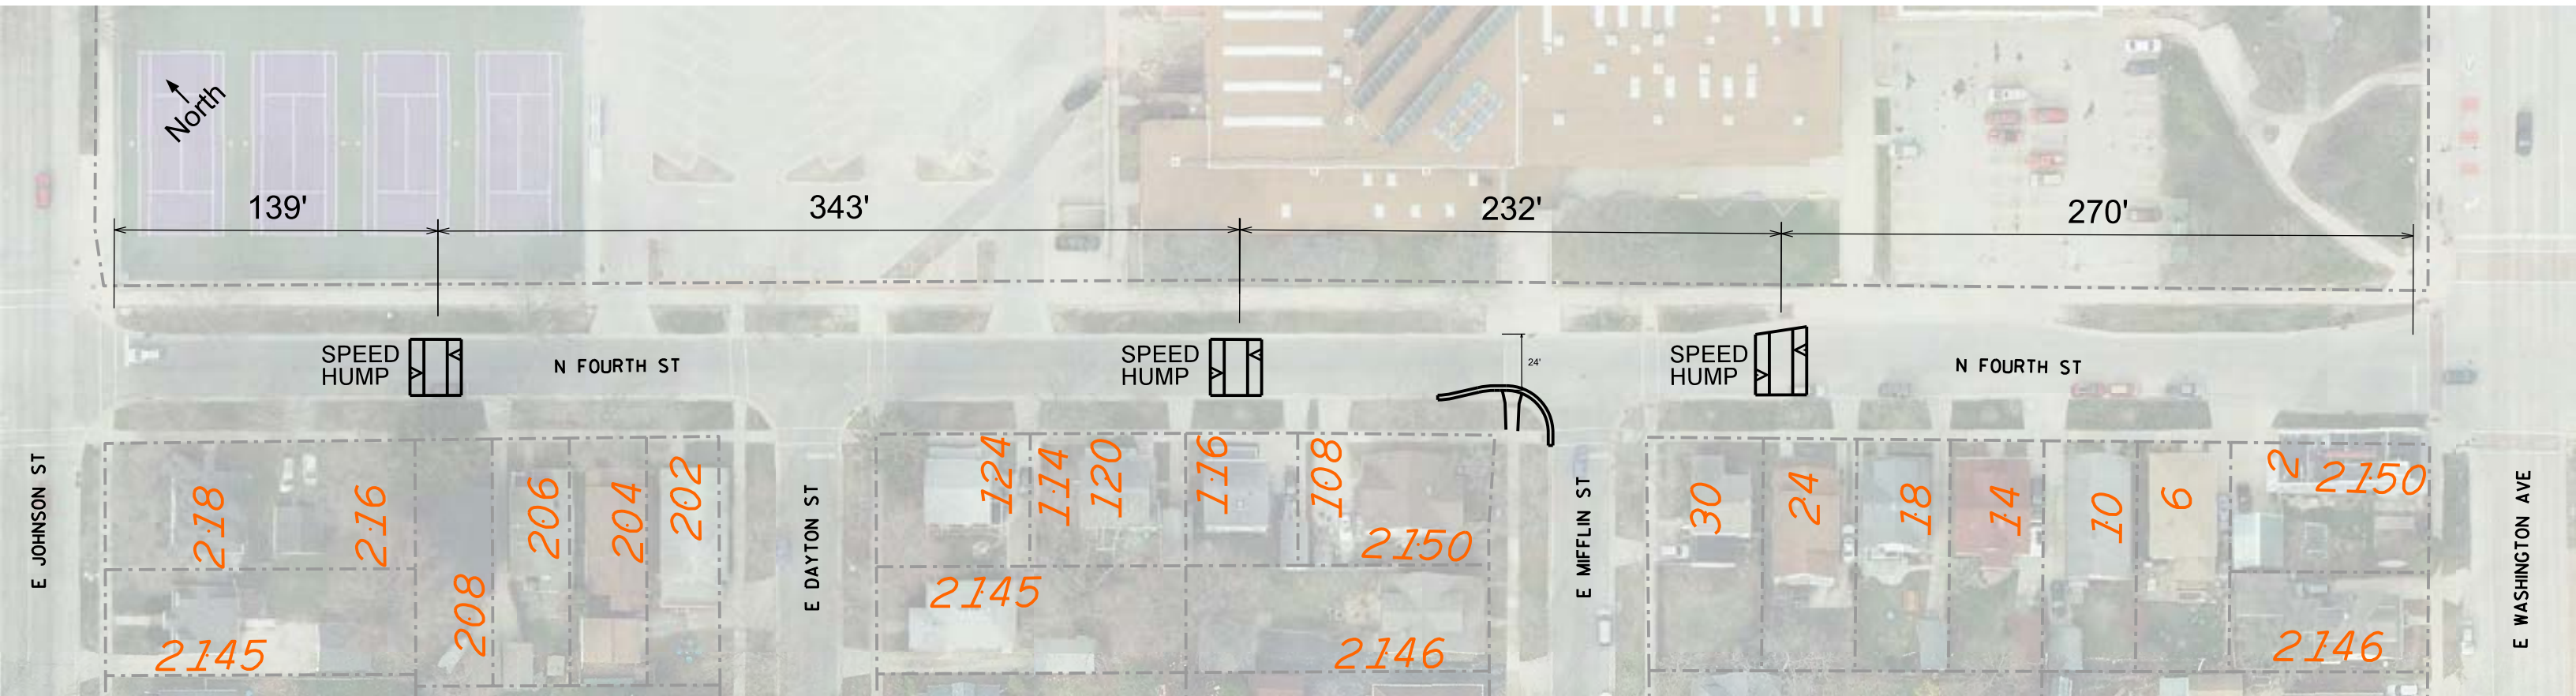 North
139'
343'
232'
270'
SPEED
HUMP
N FOURTH ST
SPEED
HUMP
24'
SPEED
HUMP
N FOURTH ST
E JOHNSON ST
218
216
208
206
204
202
2145
E DAYTON ST
124
114
120
116
108
2150
2145
2146
E MIFFLIN ST
30
24
18
14
10
6
2
2150
2146
E WASHINGTON AVE